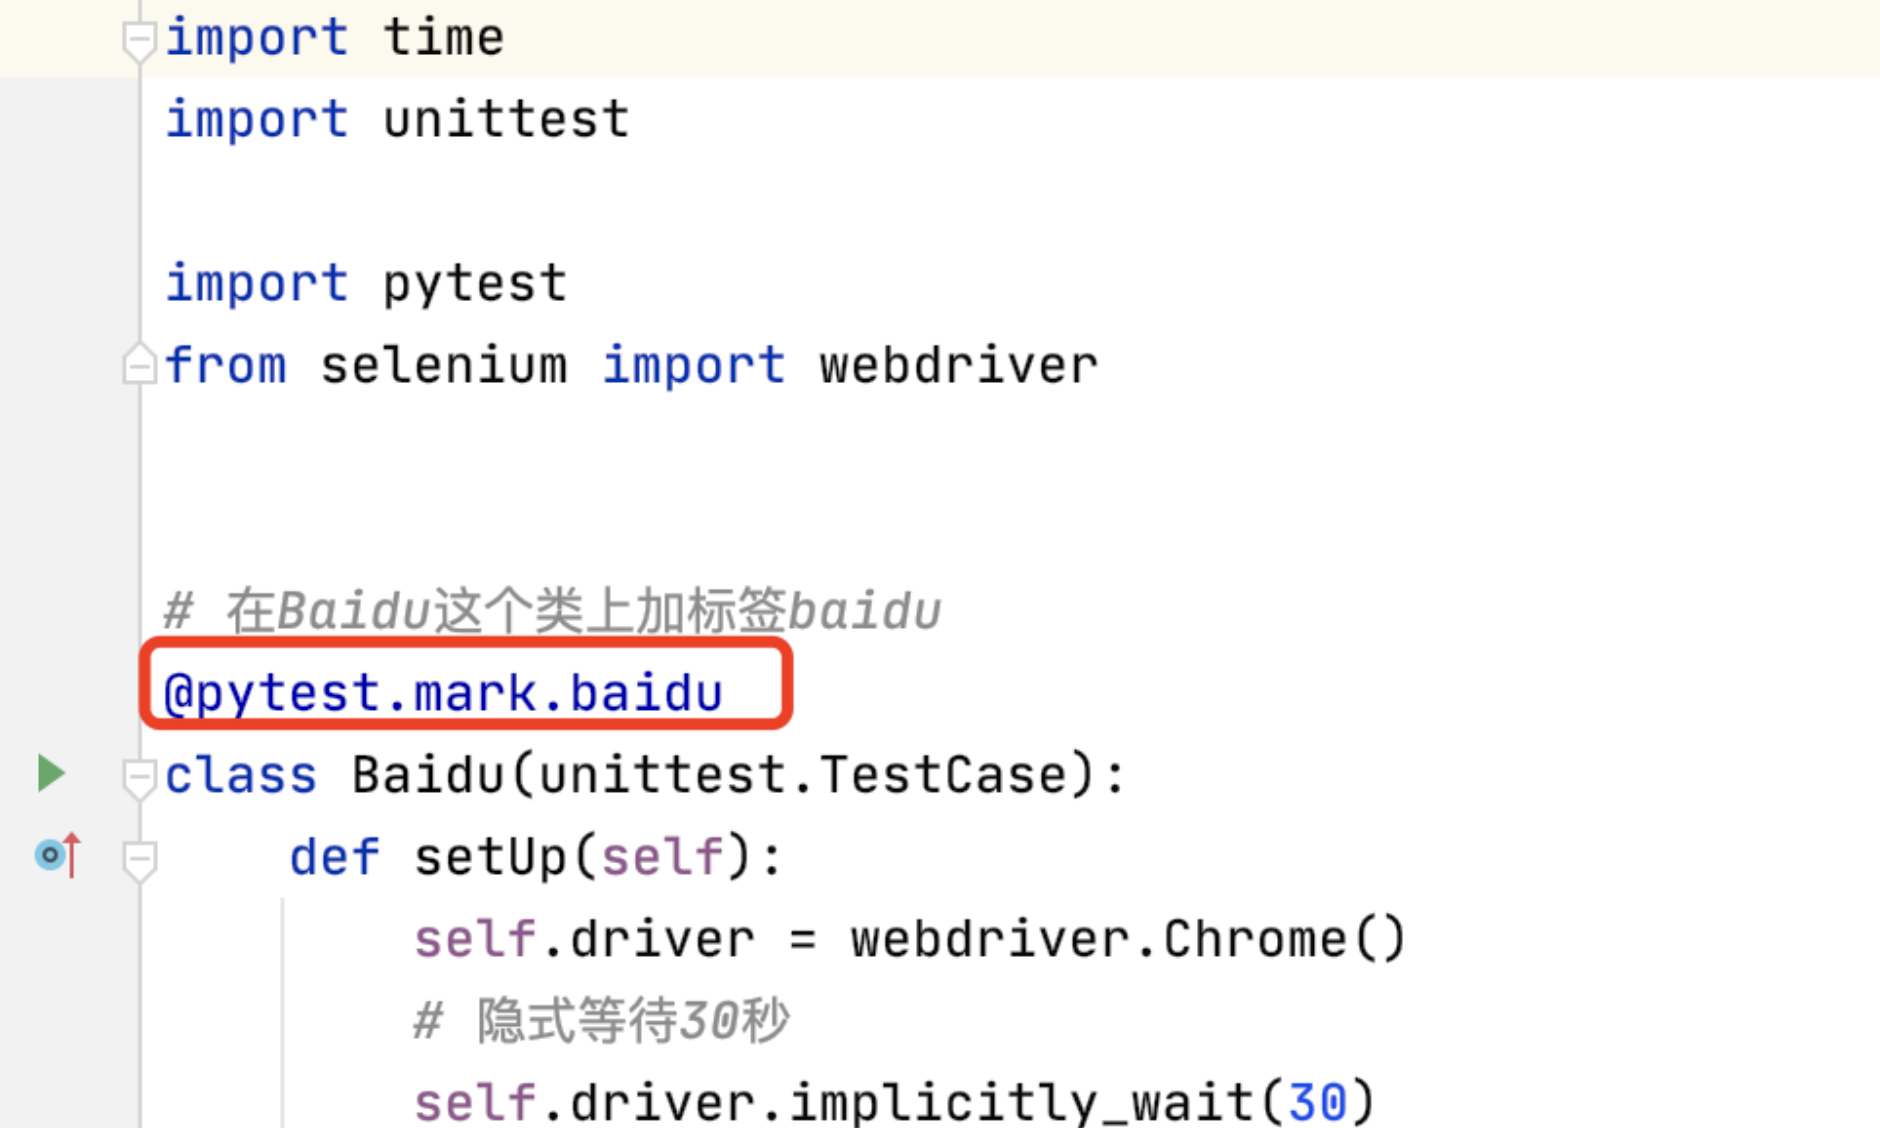 import time
import unittest
import pytest
from selenium import webdriver
# 在Baidu这个类上加标签baidu
@pytest.mark.baidu
class Baidu(unittest.TestCase):
def setUp(self):
self.driver = webdriver.Chrome()
# 隐式等待30秒
self.driver.implicitly_wait(30)